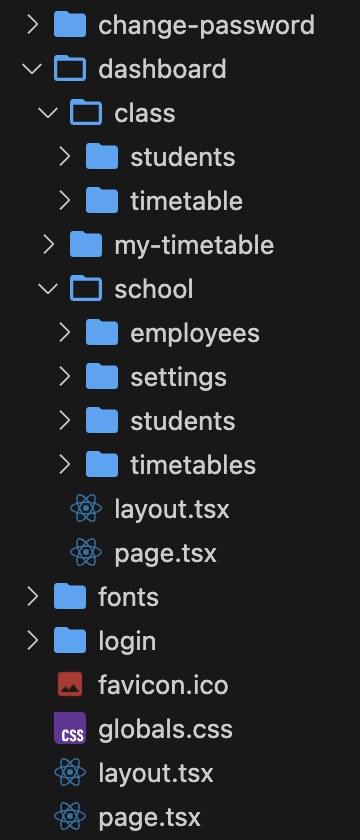 change-password
dashboard
class
students
timetable
my-timetable
school
employees
settings
students
timetables
layout.tsx
page.tsx
fonts
login
favicon.ico
css globals.css
layout.tsx
page.tsx